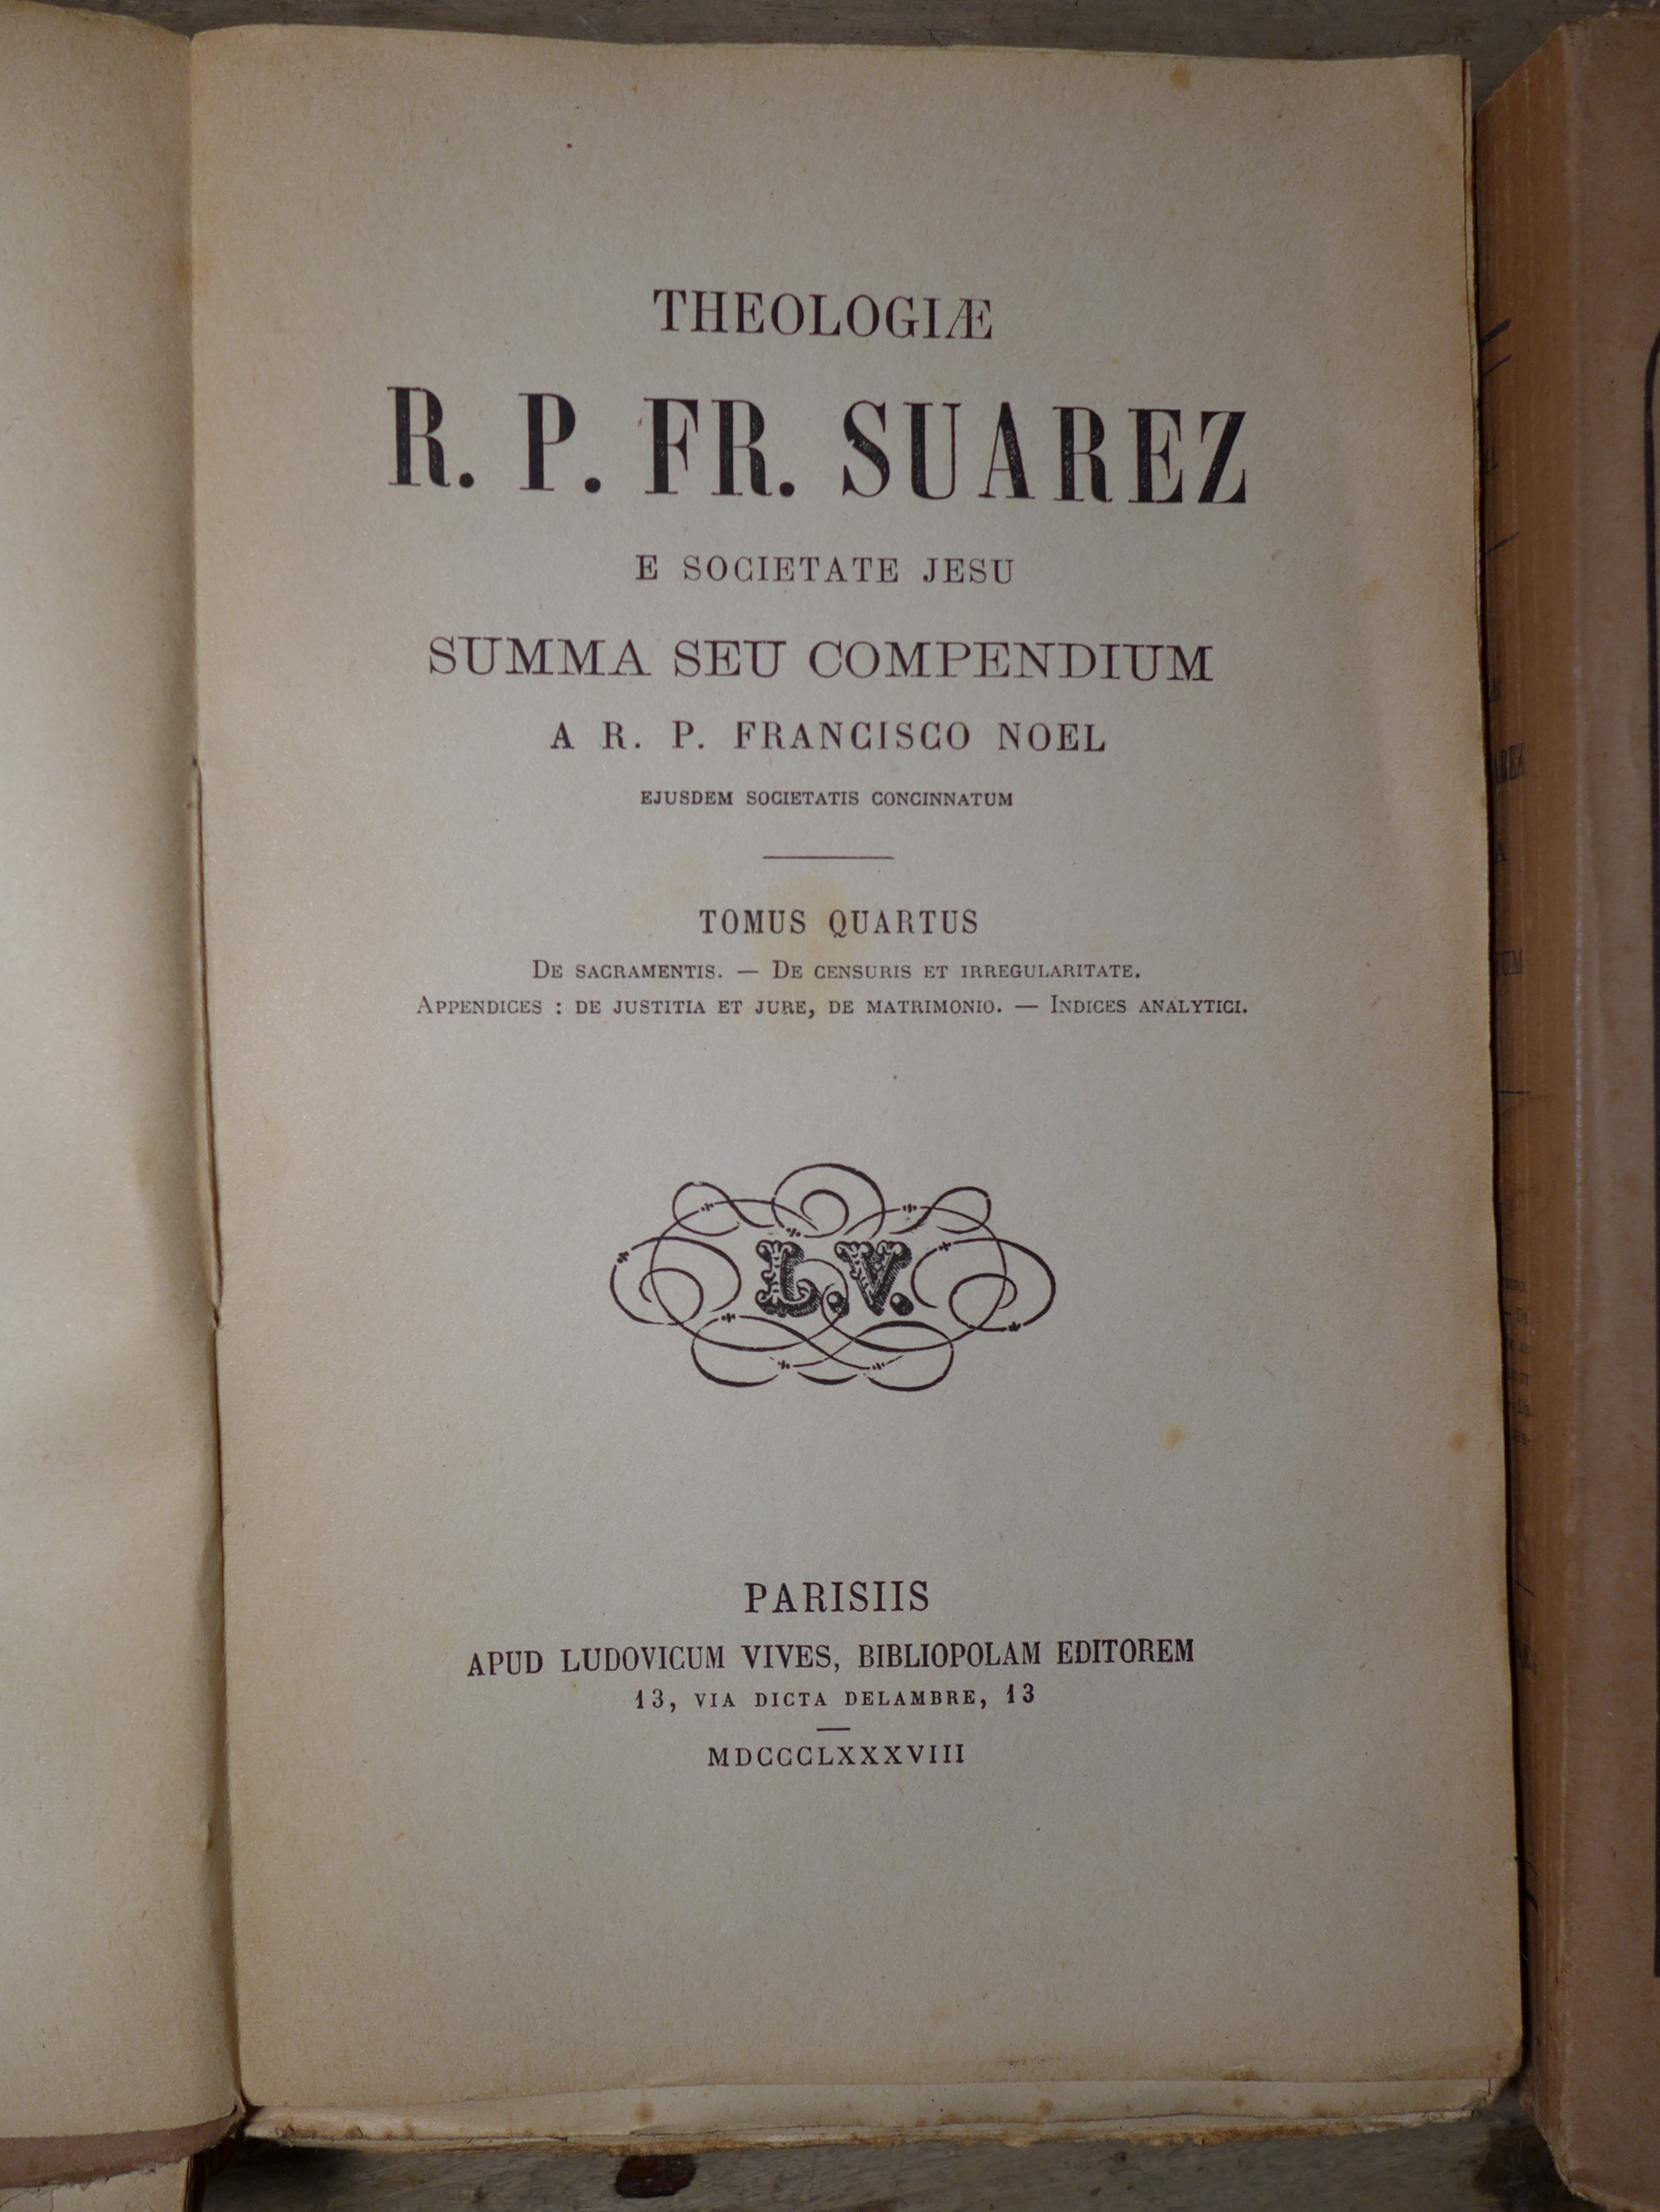 THEOLOGIÆ
R. P. FR. SUAREZ
E SOCIETATE JESU
SUMMA SEU COMPENDIUM
A R. P. FRANCISCO NOEL
EJUSDEM SOCIETATIS CONCINNATUM
TOMUS QUARTUS
DE SACRAMENTIS. — DE CENSURIS ET IRREGULARITATE.
APPENDICES : DE JUSTITIA ET JURE, DE MATRIMONIO. — INDICES ANALYTICI.
L.V.
PARISIIS
APUD LUDOVICUM VIVES, BIBLIOPOLAM EDITOREM
13, VIA DICTA DELAMBRE, 13
MDCCCLXXXVIII